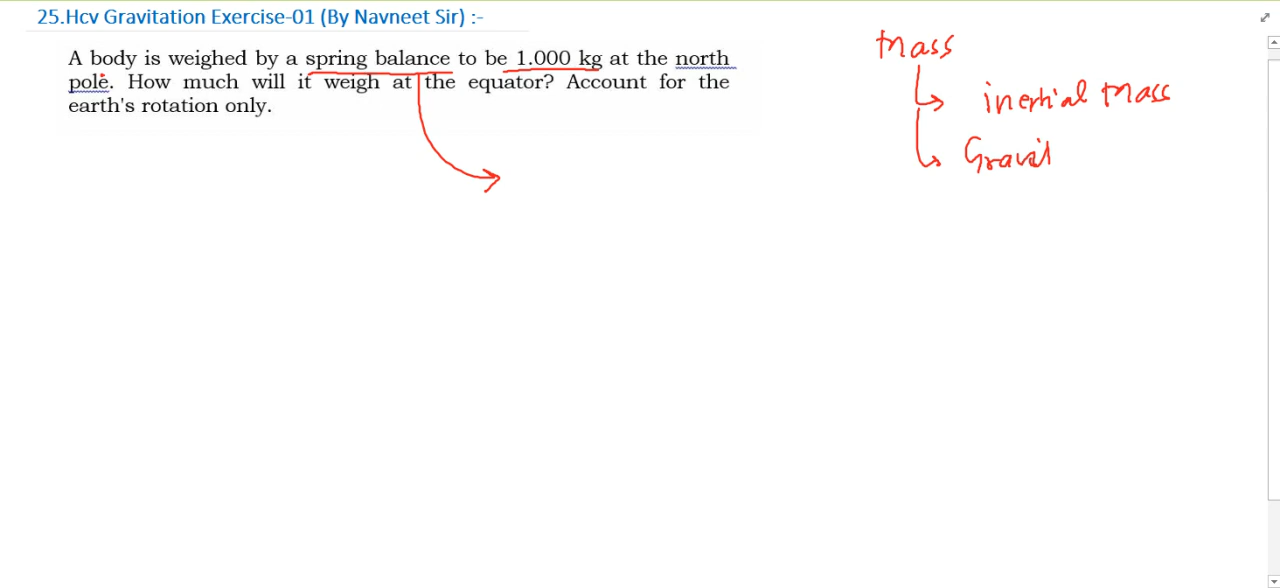 25.Hcv Gravitation Exercise-01 (By Navneet Sir) :-
A body is weighed by a spring balance to be 1.000 kg at the north
pole. How much will it weigh at the equator? Account for the
earth's rotation only.
mass
inertial mass
Gravit